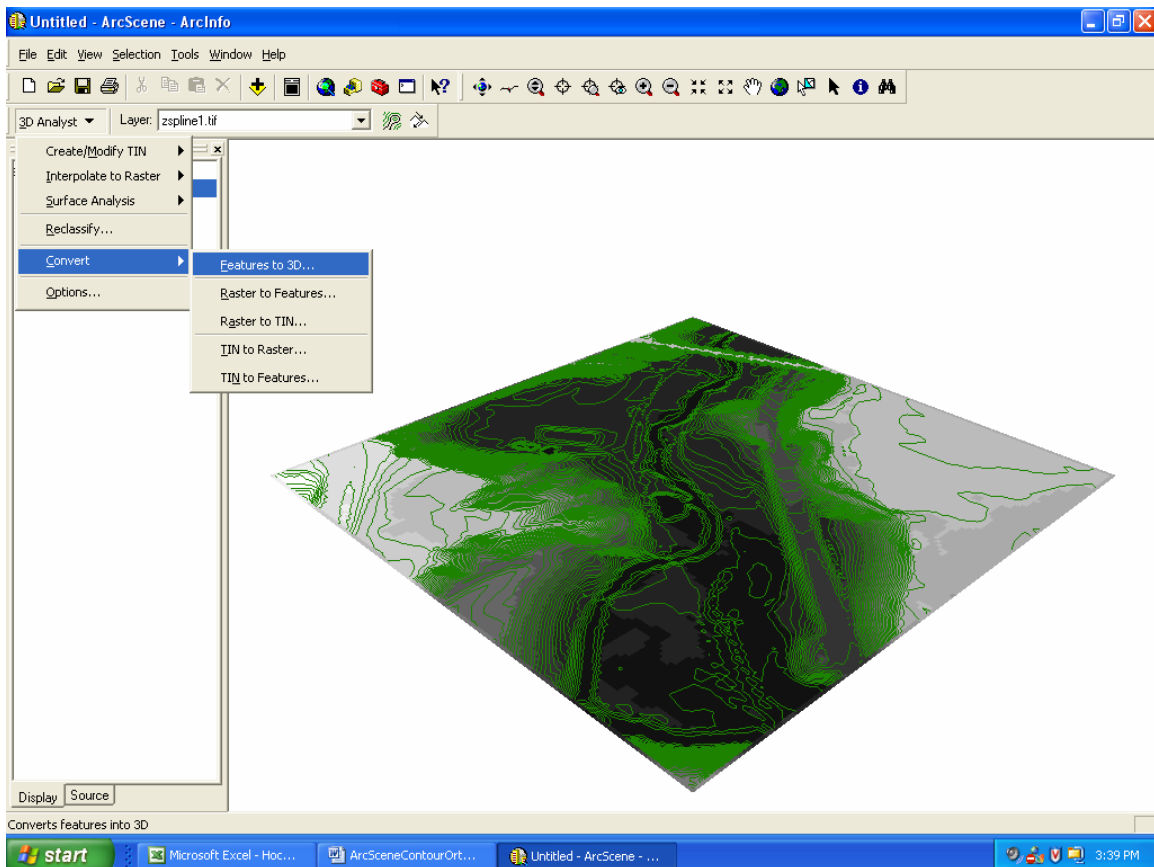 Untitled - ArcScene - ArcInfo
File Edit View Selection Tools Window Help
3D Analyst Layer: zspline1.tif
Create/Modify TIN
Interpolate to Raster
Surface Analysis
Reclassify...
Convert
Options...
Features to 3D...
Raster to Features...
Raster to TIN...
TIN to Raster...
TIN to Features...
Display Source
Converts features into 3D
start Microsoft Excel - Hoc... ArcSceneContourOrt... Untitled - ArcScene - ... 3:39 PM